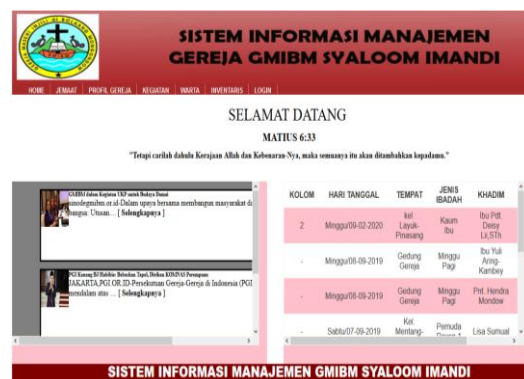 SISTEM INFORMASI MANAJEMEN
GEREJA GMIBM SYALOOM IMANDI
HOME JEMAAT PROFIL GEREJA KEGIATAN WARTA INVENTARIS LOGIN
SELAMAT DATANG
MATIUS 6:33
"Tetapi carilah dahulu Kerajaan Allah dan Kebenaran-Nya, maka semuanya itu akan ditambahkan kepadamu."
GMIBM dalam Kegiatan UKP untuk Budaya Damai
sinodegmibm.or.id-Dalam upaya bersama membangun masyarakat da
bangsa: Utusan... [ Selengkapnya ]
PGI Kenang BJ Habibie:
JAKARTA,PGI.OR.ID-Persekutuan Gereja-Gereja di Indonesia (PGI
mendalam atas ... [ Selengkapnya ]
KOLOM HARI TANGGAL TEMPAT JENIS IBADAH KHADIM
2 Minggu/09-02-2020 kel. Layuk-Pinasang Kaum Ibu Ibu Pdt. Deisy Lii,STh
- Minggu/08-09-2019 Gedung Gereja Minggu Pagi Ibu Yuli Aring-Kambey
- Minggu/08-09-2019 Gedung Gereja Minggu Pagi Pnt. Hendra Mondow
- Sabtu/07-09-2019 Kel. Mentang- Pemuda Lisa Sumual
SISTEM INFORMASI MANAJEMEN GMIBM SYALOOM IMANDI